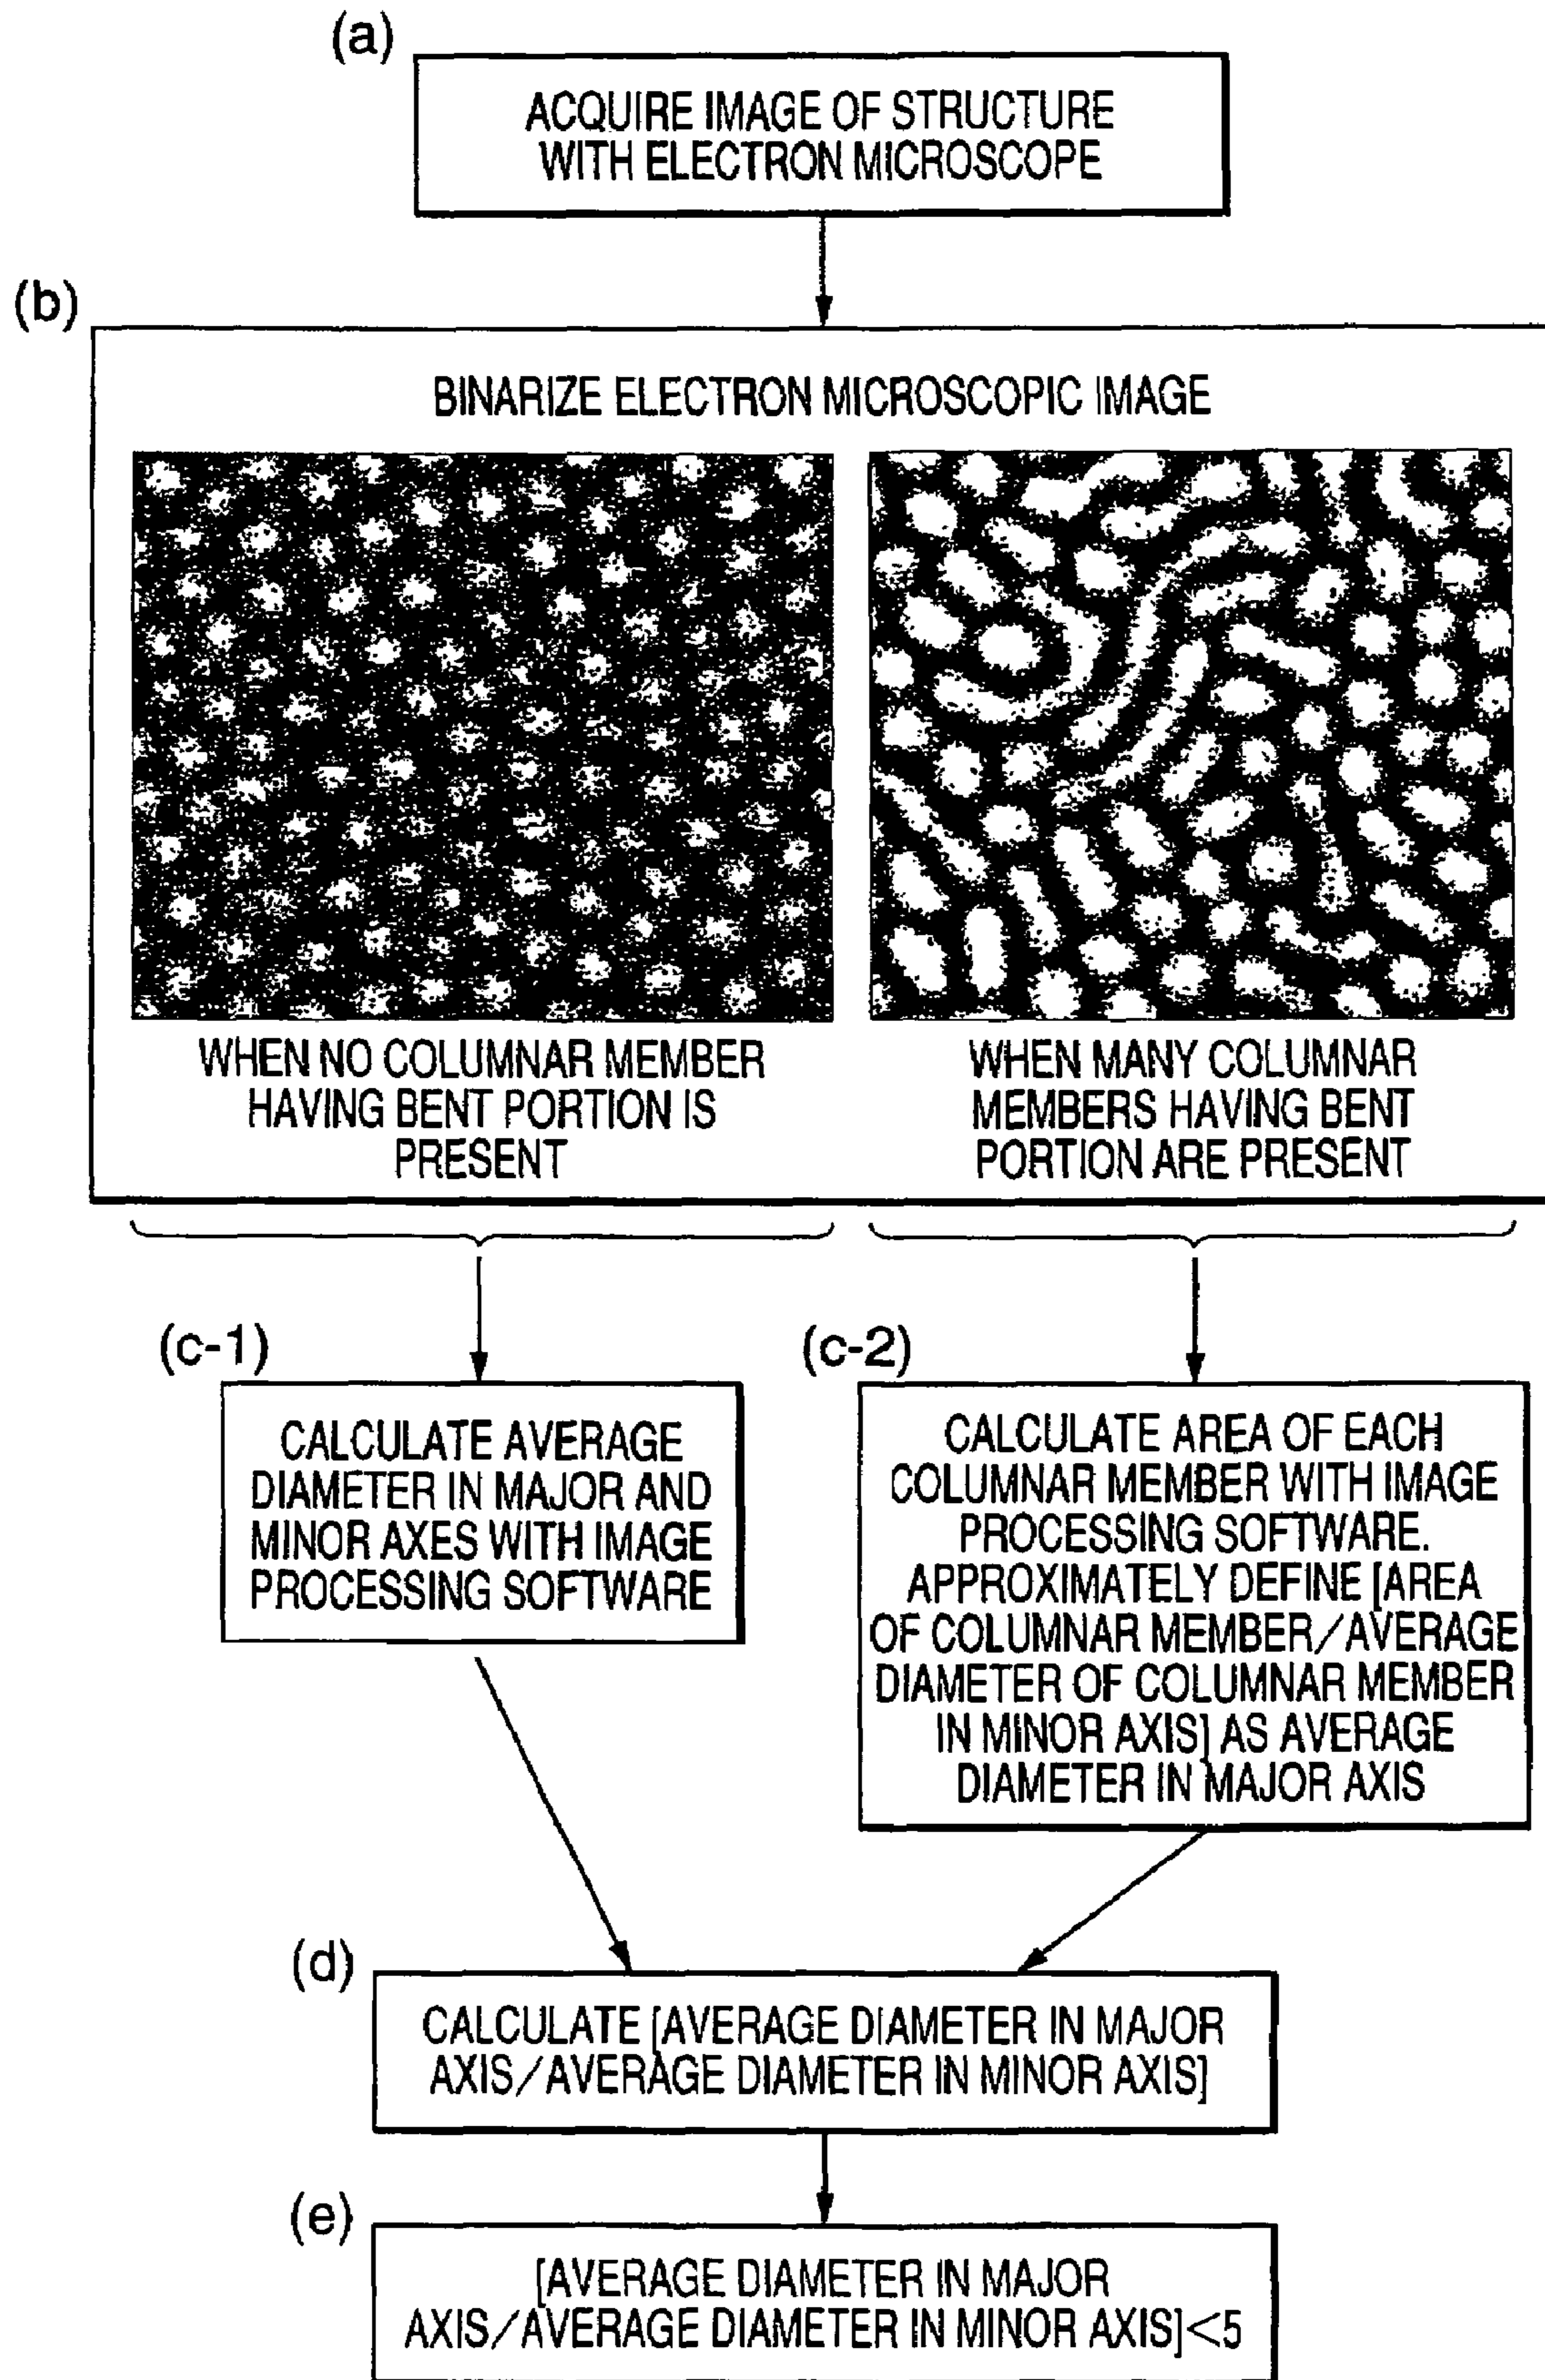 (a)
ACQUIRE IMAGE OF STRUCTURE
WITH ELECTRON MICROSCOPE
(b)
BINARIZE ELECTRON MICROSCOPIC IMAGE
WHEN NO COLUMNAR MEMBER
HAVING BENT PORTION IS
PRESENT
WHEN MANY COLUMNAR
MEMBERS HAVING BENT
PORTION ARE PRESENT
(c-1)
CALCULATE AVERAGE
DIAMETER IN MAJOR AND
MINOR AXES WITH IMAGE
PROCESSING SOFTWARE
(c-2)
CALCULATE AREA OF EACH
COLUMNAR MEMBER WITH IMAGE
PROCESSING SOFTWARE.
APPROXIMATELY DEFINE [AREA
OF COLUMNAR MEMBER/AVERAGE
DIAMETER OF COLUMNAR MEMBER
IN MINOR AXIS] AS AVERAGE
DIAMETER IN MAJOR AXIS
(d)
CALCULATE [AVERAGE DIAMETER IN MAJOR
AXIS/AVERAGE DIAMETER IN MINOR AXIS]
(e)
[AVERAGE DIAMETER IN MAJOR
AXIS/AVERAGE DIAMETER IN MINOR AXIS]<5